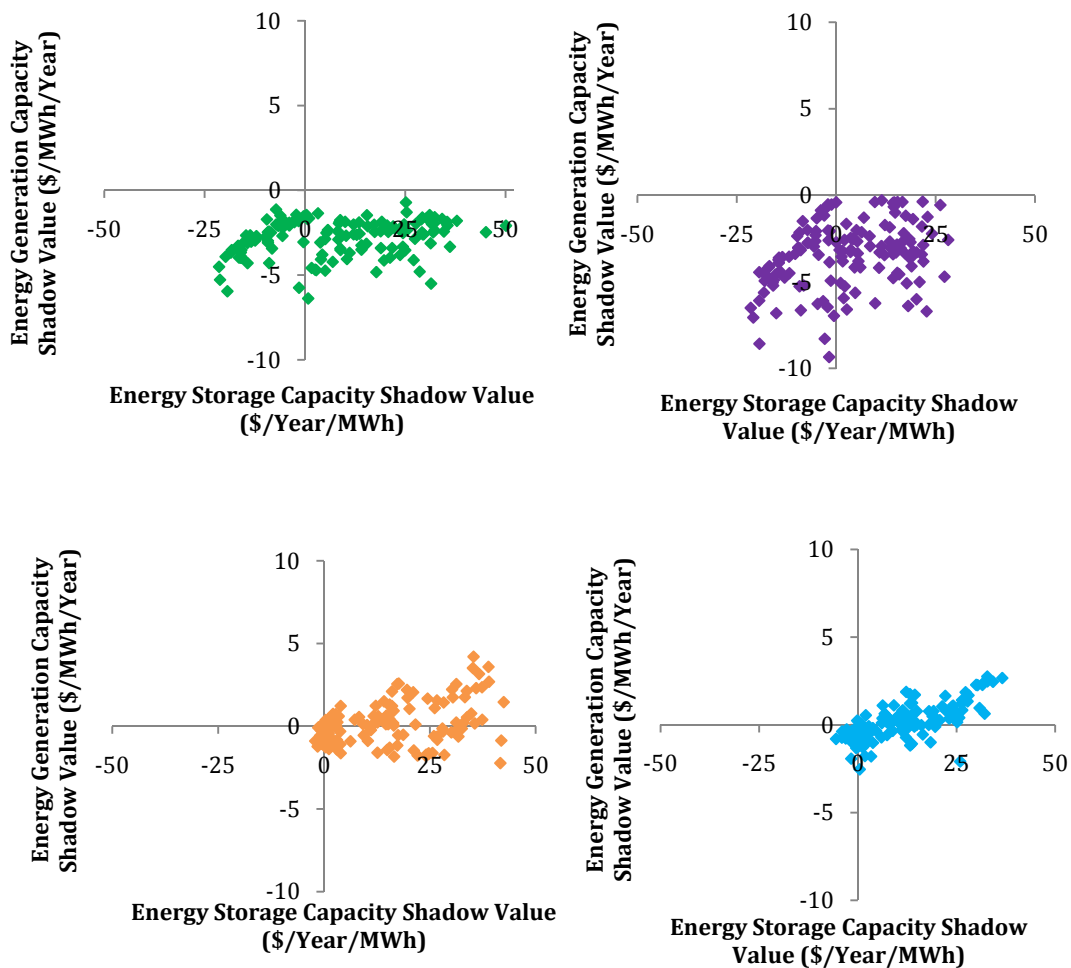 Energy Generation Capacity
Shadow Value ($/MWh/Year)
10
5
0
-5
-10
-50
-25
0
25
50
Energy Storage Capacity Shadow Value
($/Year/MWh)
Energy Generation Capacity
Shadow Value ($/MWh/Year)
10
5
0
-5
-10
-50
-25
0
25
50
Energy Storage Capacity Shadow
Value ($/Year/MWh)
Energy Generation Capacity
Shadow Value ($/MWh/Year)
10
5
0
-5
-10
-50
-25
0
25
50
Energy Storage Capacity Shadow Value
($/Year/MWh)
Energy Generation Capacity
Shadow Value ($/MWh/Year)
10
5
0
-5
-10
-50
-25
0
25
50
Energy Storage Capacity Shadow
Value ($/Year/MWh)